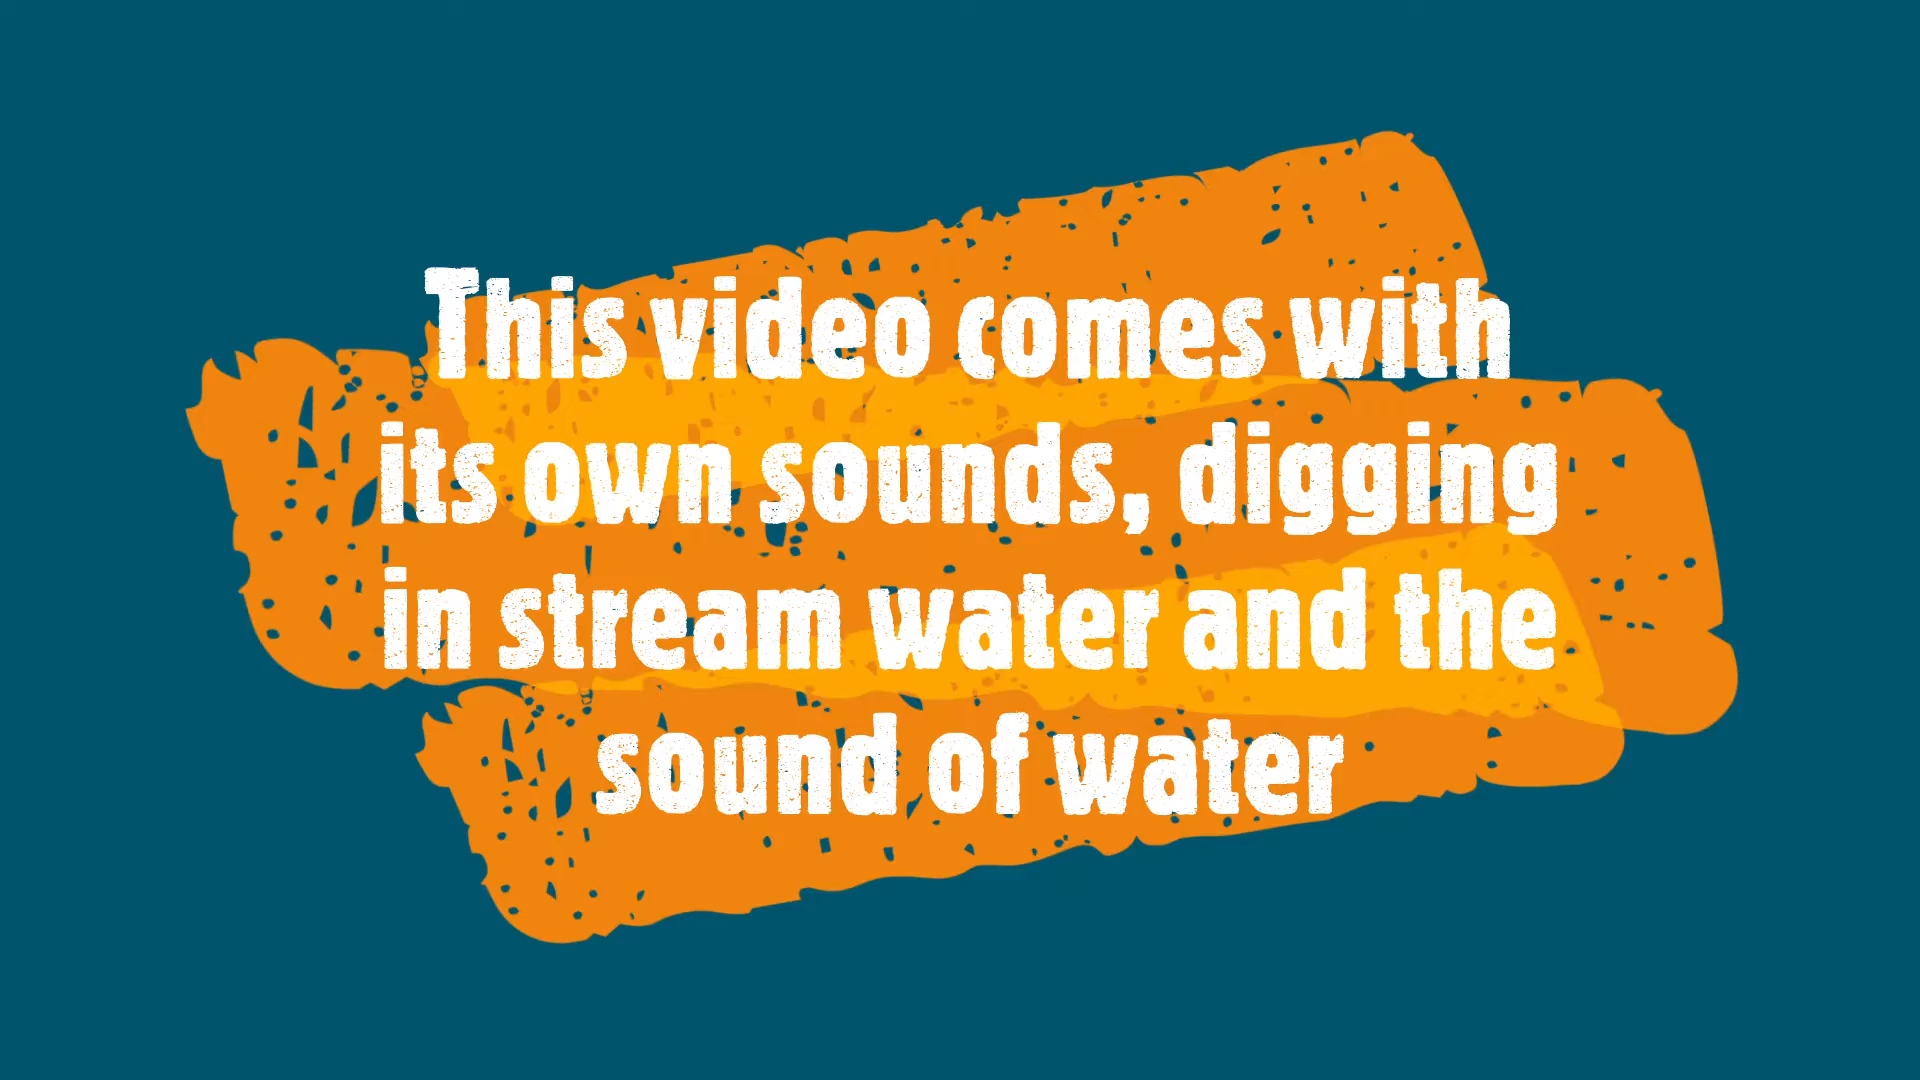 This video comes with
its own sounds, digging
in stream water and the
sound of water